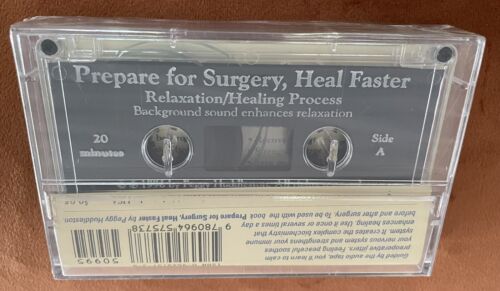 Prepare for Surgery, Heal Faster
Relaxation/Healing Process
Background sound enhances relaxation
20
minutes
Side
A
by Peggy Huddleston
Guided by the audio tape, you'll learn to calm
preoperative jitters. Feeling peaceful soothes
your nervous system and strengthens your immune
system. It creates the complex biochemistry that
enhances healing. Use it once or several times a day
before and after surgery. To be used with the book Prepare for Surgery, Heal Faster by Peggy Huddleston
9 780964 575738
50995